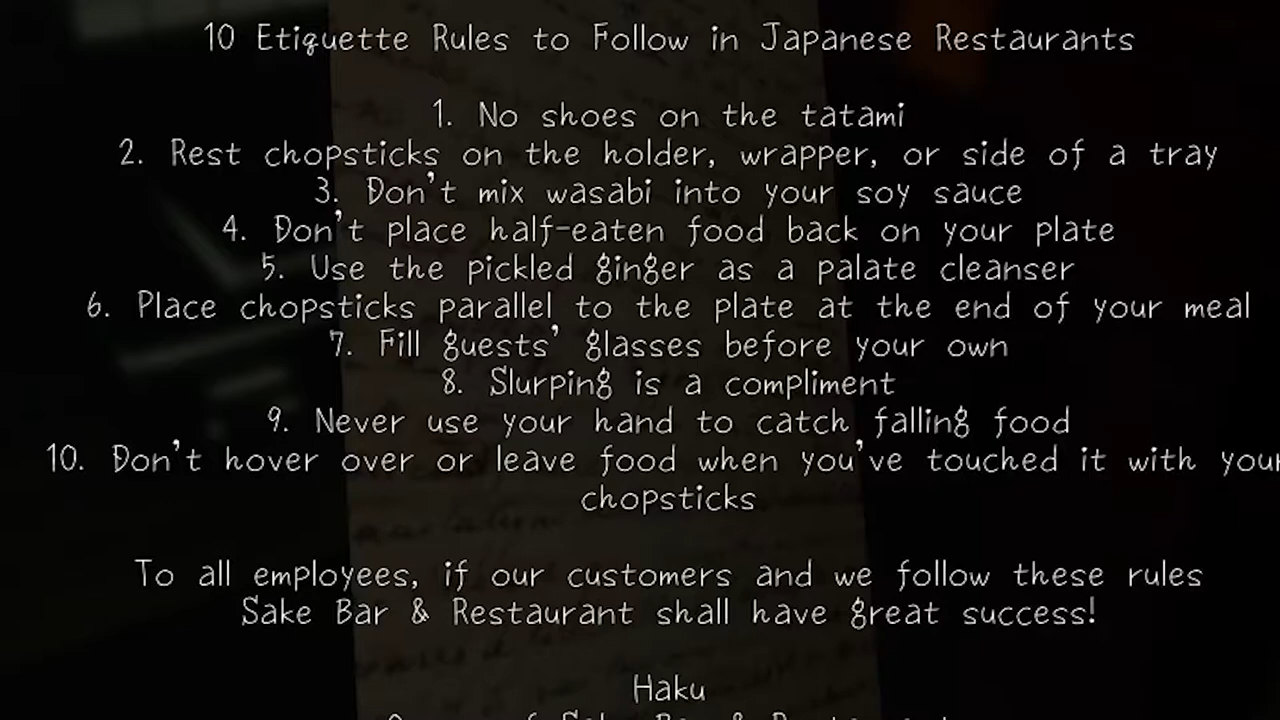 10 Etiquette Rules to Follow in Japanese Restaurants
1. No shoes on the tatami
2. Rest chopsticks on the holder, wrapper, or side of a tray
3. Don't mix wasabi into your soy sauce
4. Don't place half-eaten food back on your plate
5. Use the pickled ginger as a palate cleanser
6. Place chopsticks parallel to the plate at the end of your meal
7. Fill guests' glasses before your own
8. Slurping is a compliment
9. Never use your hand to catch falling food
10. Don't hover over or leave food when you've touched it with your
chopsticks
To all employees, if our customers and we follow these rules
Sake Bar & Restaurant shall have great success!
Haku